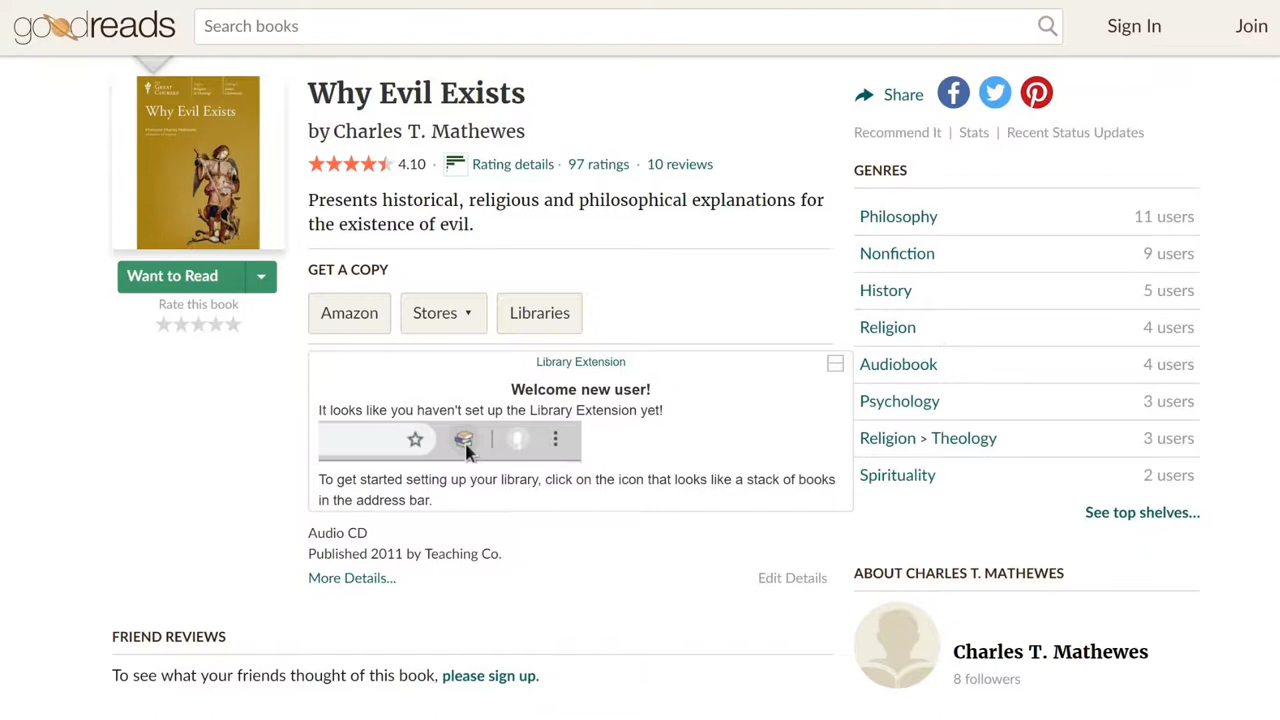 goodreads
Search books
Sign In
Join
GREAT COURSES
Why Evil Exists
Why Evil Exists
by Charles T. Mathewes
4.10 · Rating details · 97 ratings · 10 reviews
Presents historical, religious and philosophical explanations for
the existence of evil.
Want to Read
Rate this book
GET A COPY
Amazon
Stores ▾
Libraries
Library Extension
Welcome new user!
It looks like you haven't set up the Library Extension yet!
To get started setting up your library, click on the icon that looks like a stack of books
in the address bar.
Audio CD
Published 2011 by Teaching Co.
More Details...
Edit Details
FRIEND REVIEWS
To see what your friends thought of this book, please sign up.
Share
Recommend It | Stats | Recent Status Updates
GENRES
Philosophy 11 users
Nonfiction 9 users
History 5 users
Religion 4 users
Audiobook 4 users
Psychology 3 users
Religion > Theology 3 users
Spirituality 2 users
See top shelves...
ABOUT CHARLES T. MATHEWES
Charles T. Mathewes
8 followers